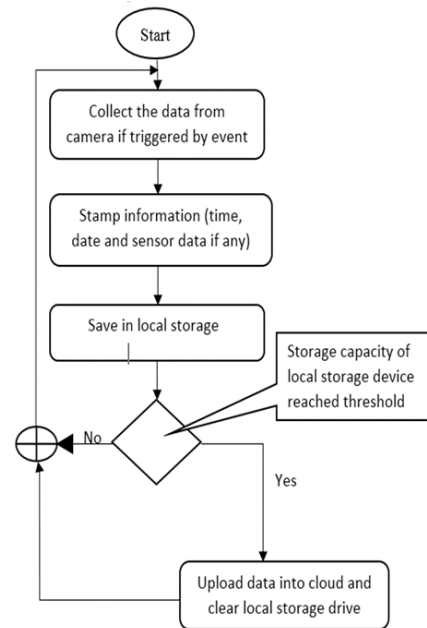 Start
Collect the data from
camera if triggered by event
Stamp information (time,
date and sensor data if any)
Save in local storage
Storage capacity of
local storage device
reached threshold
No
Yes
Upload data into cloud and
clear local storage drive